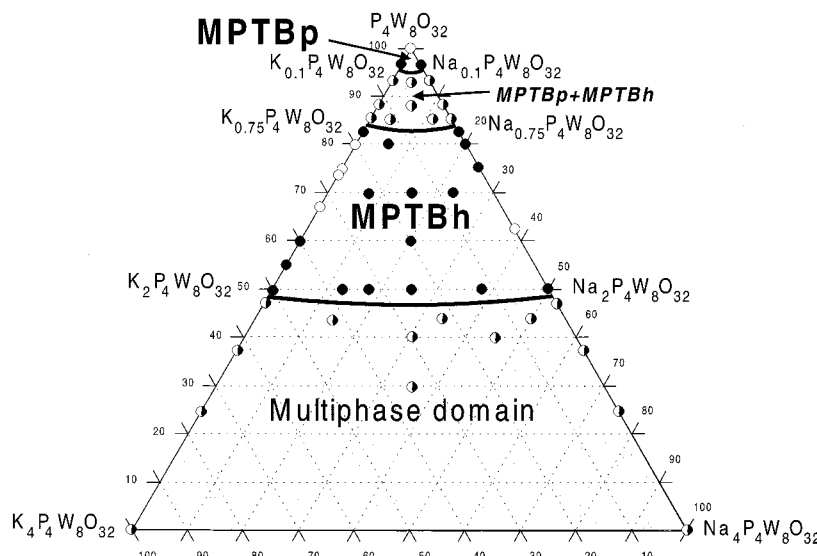 P₄W₈O₃₂
MPTBp
100
K₀.₁P₄W₈O₃₂
Na₀.₁P₄W₈O₃₂
90
MPTBp+MPTBh
K₀.₇₅P₄W₈O₃₂
20
Na₀.₇₅P₄W₈O₃₂
80
30
70
MPTBh
40
60
K₂P₄W₈O₃₂
50
50
Na₂P₄W₈O₃₂
60
40
70
30
Multiphase domain
80
20
90
10
100
K₄P₄W₈O₃₂
Na₄P₄W₈O₃₂
100 90 80 70 60 50 40 30 20 10